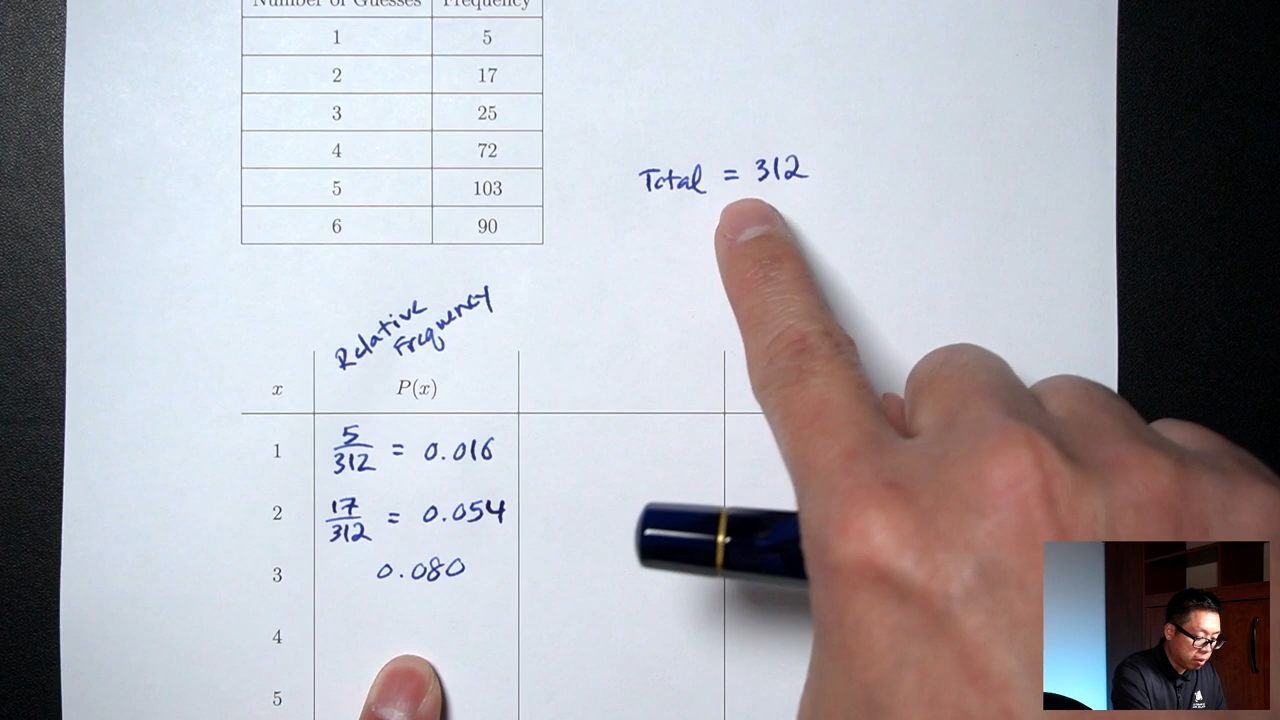 Number of Guesses Frequency
1 5
2 17
3 25
4 72
5 103
6 90
Total = 312
Relative
Frequency
x P(x)
1 5/312 = 0.016
2 17/312 = 0.054
3 0.080
4
5